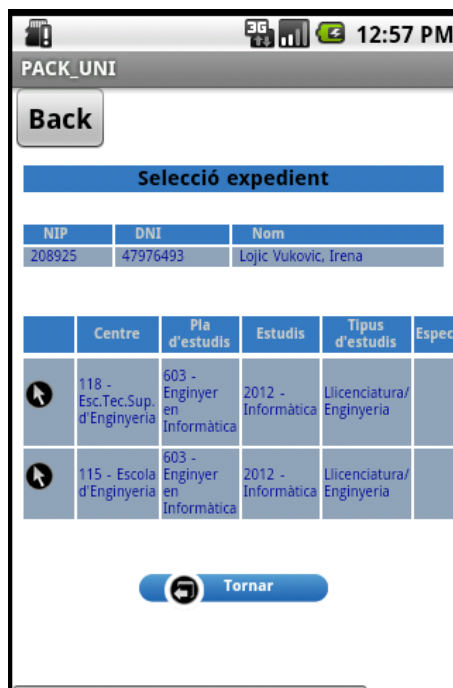 3G 12:57 PM
PACK_UNI
Back
Selecció expedient
NIP DNI Nom
208925 47976493 Lojic Vukovic, Irena
Centre Pla d'estudis Estudis Tipus d'estudis Espec
118 - Esc.Tec.Sup. d'Enginyeria 603 - Enginyer en Informàtica 2012 - Informàtica Llicenciatura/ Enginyeria
115 - Escola d'Enginyeria 603 - Enginyer en Informàtica 2012 - Informàtica Llicenciatura/ Enginyeria
Tornar